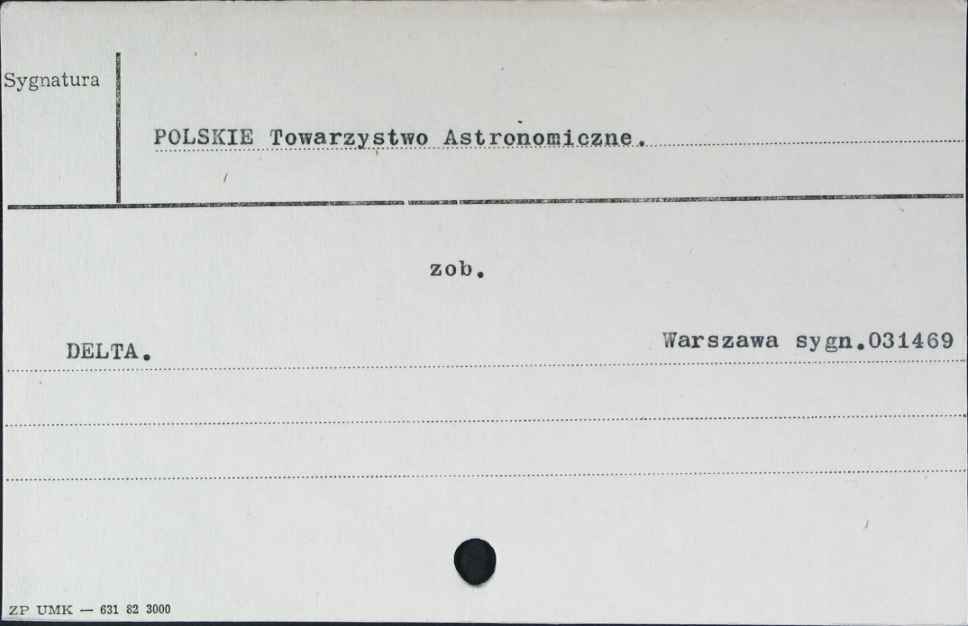 Sygnatura
POLSKIE Towarzystwo Astronomiczne.
zob.
DELTA. Warszawa sygn.031469
ZP UMK — 631 82 3000